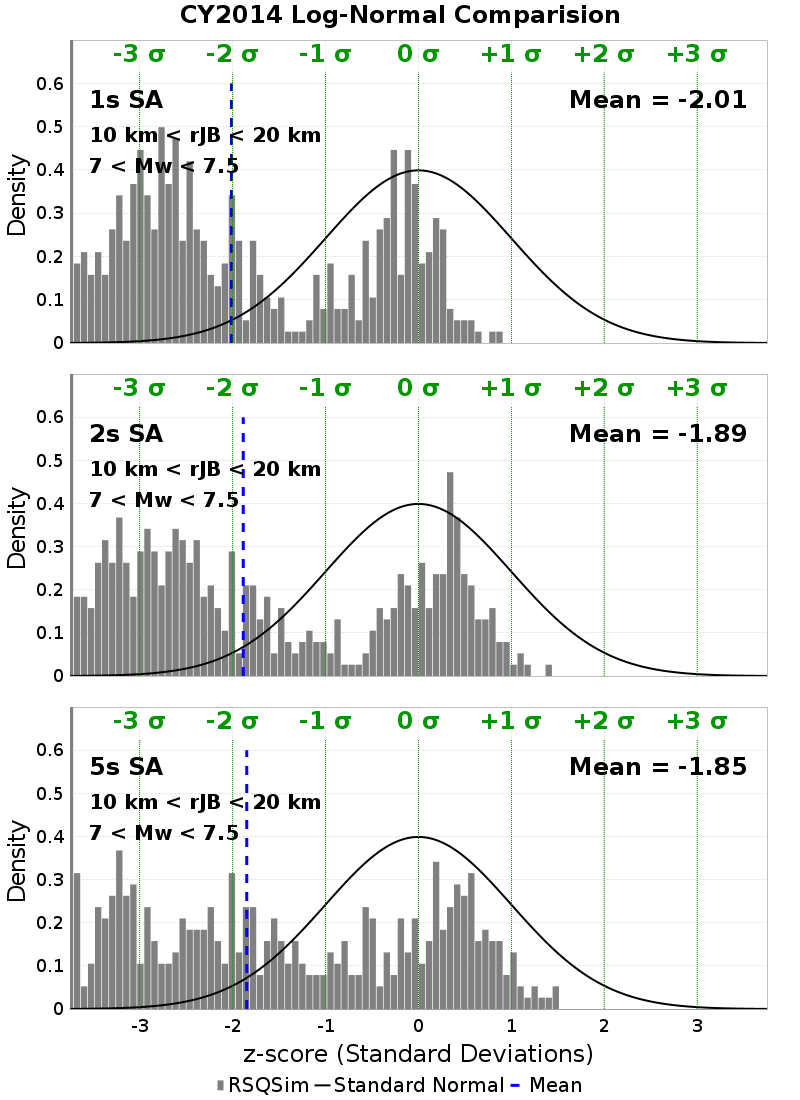 CY2014 Log-Normal Comparision
-3 σ -2 σ -1 σ 0 σ +1 σ +2 σ +3 σ
1s SA
Mean = -2.01
10 km < rJB < 20 km
7 < Mw < 7.5
0.6
0.5
0.4
0.3
0.2
0.1
0
Density
-3 σ -2 σ -1 σ 0 σ +1 σ +2 σ +3 σ
2s SA
Mean = -1.89
10 km < rJB < 20 km
7 < Mw < 7.5
0.6
0.5
0.4
0.3
0.2
0.1
0
Density
-3 σ -2 σ -1 σ 0 σ +1 σ +2 σ +3 σ
5s SA
Mean = -1.85
10 km < rJB < 20 km
7 < Mw < 7.5
0.6
0.5
0.4
0.3
0.2
0.1
0
Density
-3 -2 -1 0 1 2 3
z-score (Standard Deviations)
RSQSim Standard Normal Mean